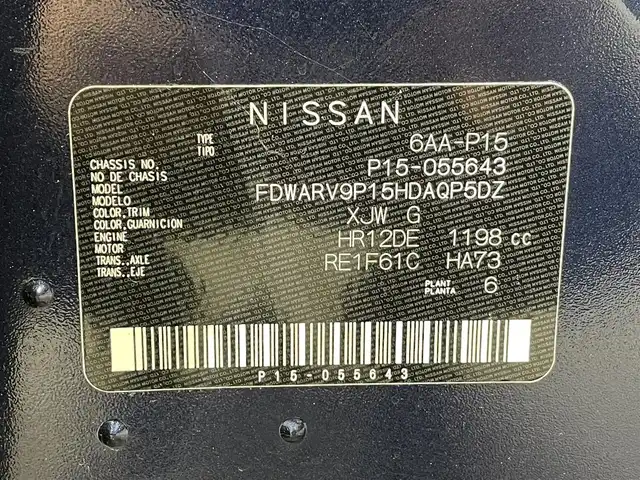 NISSAN
TYPE 6AA-P15
TIPO
CHASSIS NO. P15-055643
NO DE CHASIS
MODEL FDWARV9P15HDAQP5DZ
MODELO
COLOR,TRIM XJW G
COLOR,GUARNICION
ENGINE HR12DE 1198 cc
MOTOR
TRANS.,AXLE RE1F61C HA73
TRANS.,EJE
PLANT 6
PLANTA
P15-055643